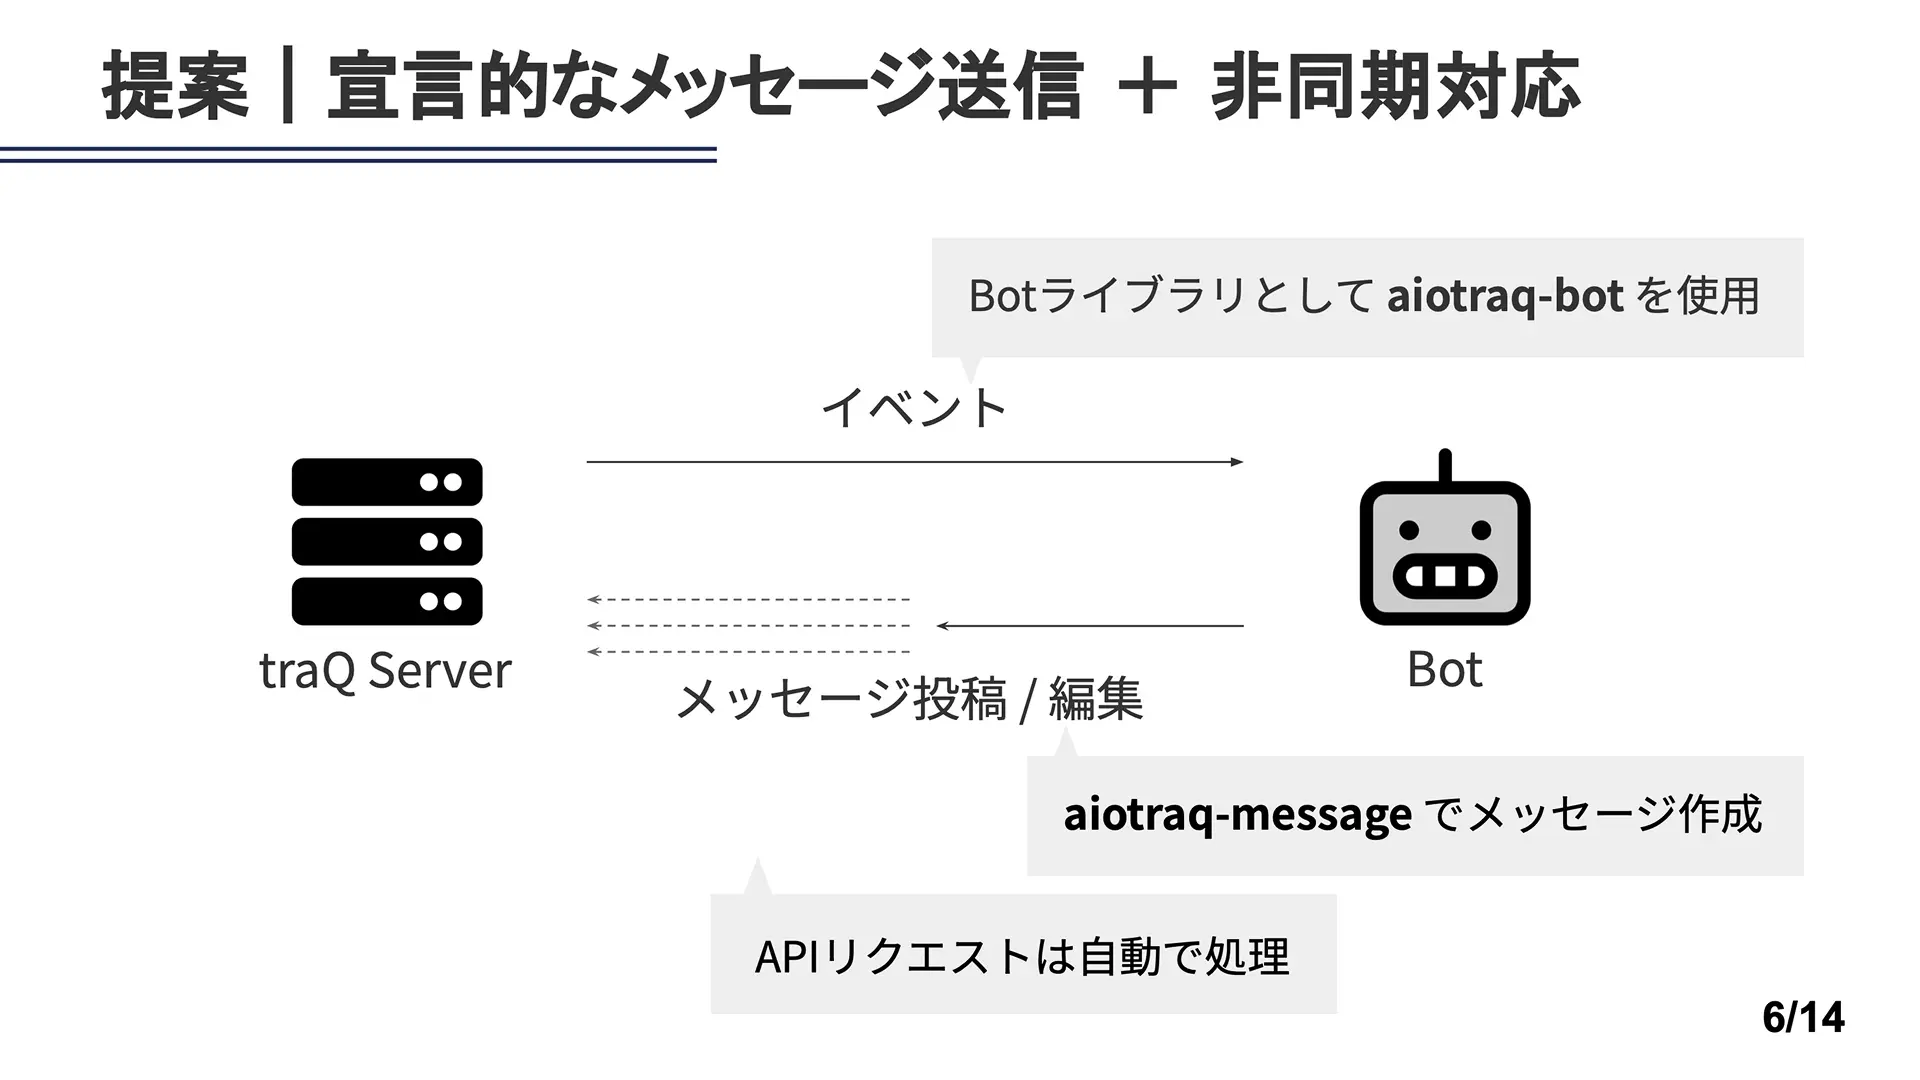 提案｜宣言的なメッセージ送信 ＋ 非同期対応
Botライブラリとして aiotraq-bot を使用
イベント
traQ Server
Bot
メッセージ投稿 / 編集
aiotraq-message でメッセージ作成
APIリクエストは自動で処理
6/14